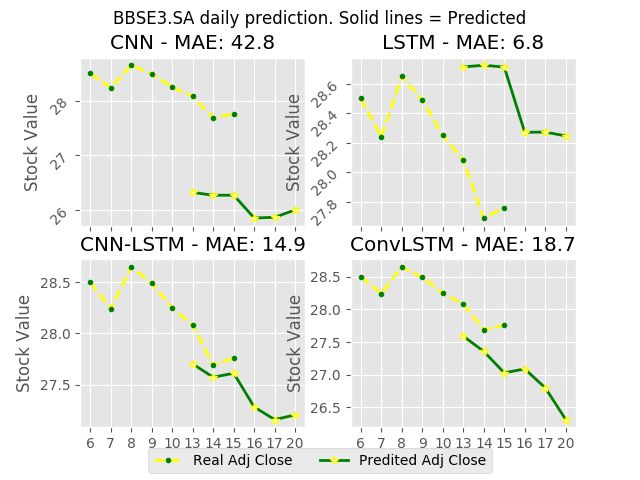 BBSE3.SA daily prediction. Solid lines = Predicted
CNN - MAE: 42.8
LSTM - MAE: 6.8
Stock Value
28
27
26
Stock Value
28.6
28.4
28.2
28.0
27.8
CNN-LSTM - MAE: 14.9
ConvLSTM - MAE: 18.7
Stock Value
28.5
28.0
27.5
6 7 8 9 10 13 14 15 16 17 20
Stock Value
28.5
28.0
27.5
27.0
26.5
6 7 8 9 10 13 14 15 16 17 20
Real Adj Close
Predited Adj Close